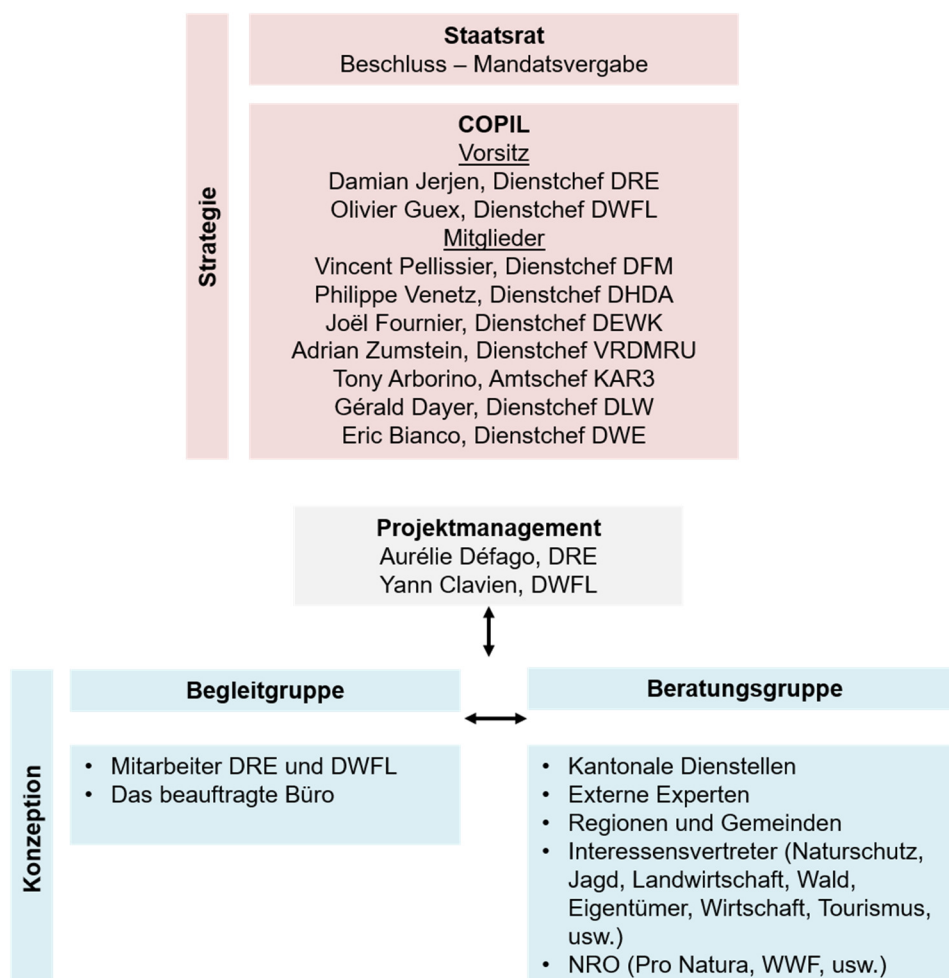 Staatsrat
Beschluss – Mandatsvergabe
Strategie
COPIL
Vorsitz
Damian Jerjen, Dienstchef DRE
Olivier Guex, Dienstchef DWFL
Mitglieder
Vincent Pellissier, Dienstchef DFM
Philippe Venetz, Dienstchef DHDA
Joël Fournier, Dienstchef DEWK
Adrian Zumstein, Dienstchef VRDMRU
Tony Arborino, Amtschef KAR3
Gérald Dayer, Dienstchef DLW
Eric Bianco, Dienstchef DWE
Projektmanagement
Aurélie Défago, DRE
Yann Clavien, DWFL
Konzeption
Begleitgruppe
• Mitarbeiter DRE und DWFL
• Das beauftragte Büro
Beratungsgruppe
• Kantonale Dienstellen
• Externe Experten
• Regionen und Gemeinden
• Interessensvertreter (Naturschutz,
Jagd, Landwirtschaft, Wald,
Eigentümer, Wirtschaft, Tourismus,
usw.)
• NRO (Pro Natura, WWF, usw.)